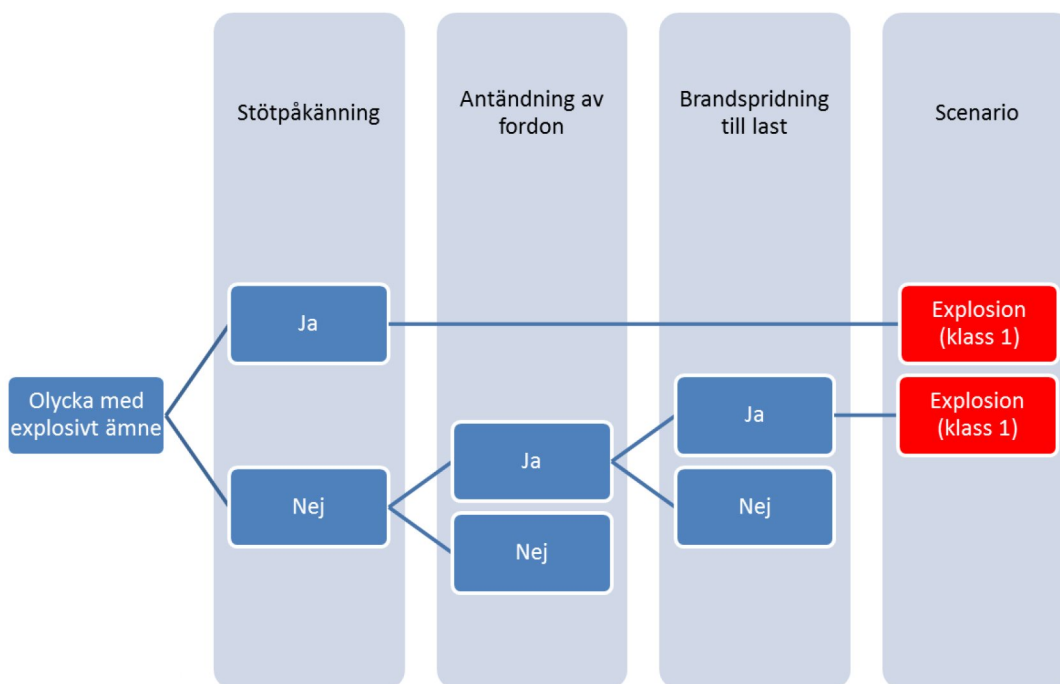 Stötpåkänning
Antändning av
fordon
Brandspridning
till last
Scenario
Olycka med
explosivt ämne
Ja
Nej
Ja
Nej
Ja
Nej
Explosion
(klass 1)
Explosion
(klass 1)